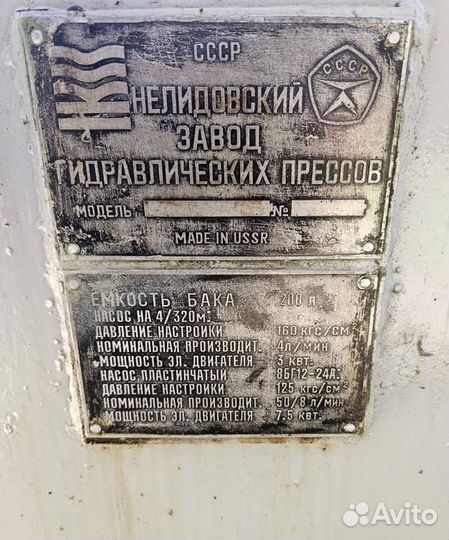 СССР
СССР
НЕЛИДОВСКИЙ
ЗАВОД
ГИДРАВЛИЧЕСКИХ ПРЕССОВ
МОДЕЛЬ №
MADE IN USSR
ЕМКОСТЬ БАКА 200 л
НАСОС НА 4/320М
ДАВЛЕНИЕ НАСТРОЙКИ 160 КГС/СМ²
НОМИНАЛЬНАЯ ПРОИЗВОДИТ. 4Л/МИН
МОЩНОСТЬ ЭЛ. ДВИГАТЕЛЯ 3 КВТ.
НАСОС ПЛАСТИНЧАТЫЙ 8БГ12-24А
ДАВЛЕНИЕ НАСТРОЙКИ 125 КГС/СМ²
НОМИНАЛЬНАЯ ПРОИЗВОДИТ. 50/8 Л/МИН
МОЩНОСТЬ ЭЛ. ДВИГАТЕЛЯ 7.5 КВТ.
Avito